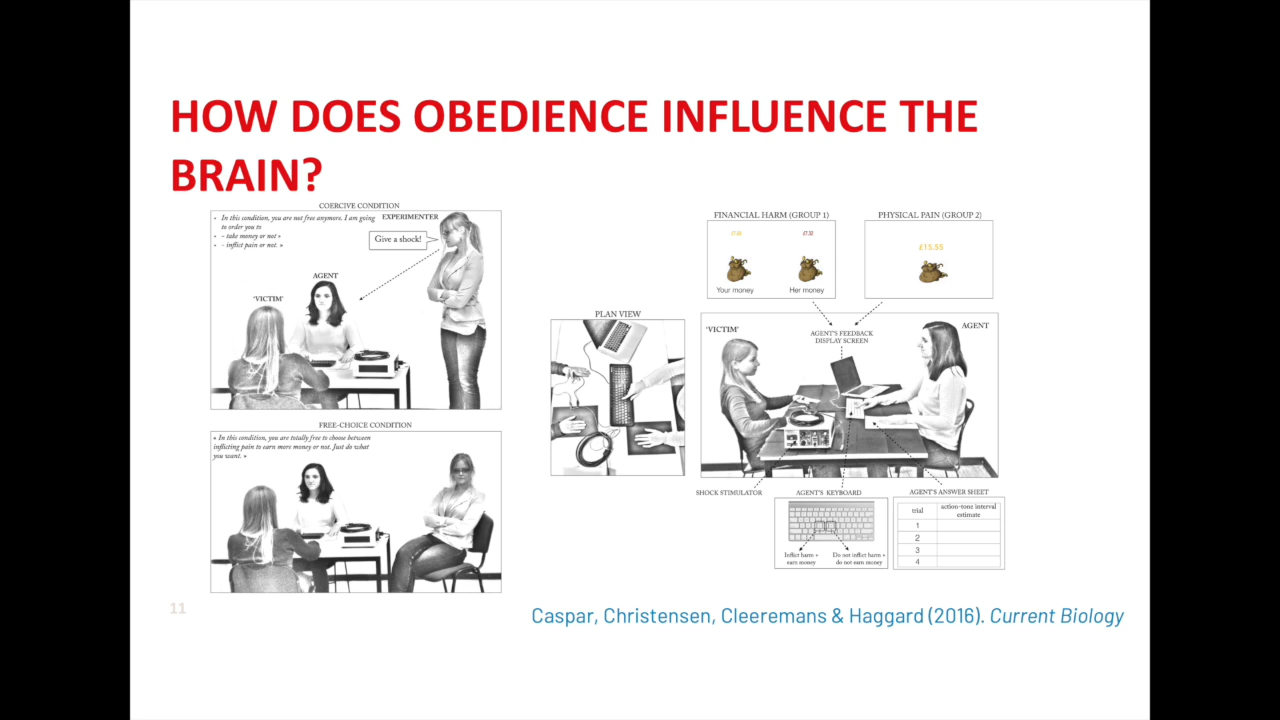 HOW DOES OBEDIENCE INFLUENCE THE
BRAIN?
COERCIVE CONDITION
« In this condition, you are not free anymore. I am going
to order you to
« - take money or not »
« - inflict pain or not. »
EXPERIMENTER
Give a shock!
AGENT
'VICTIM'
FREE-CHOICE CONDITION
« In this condition, you are totally free to choose between
inflicting pain to earn more money or not. Just do what
you want. »
PLAN VIEW
FINANCIAL HARM (GROUP 1)
Your money
Her money
PHYSICAL PAIN (GROUP 2)
£15,55
'VICTIM'
AGENT'S FEEDBACK
DISPLAY SCREEN
AGENT
SHOCK STIMULATOR
AGENT'S KEYBOARD
Inflict harm +
earn money
Do not inflict harm +
do not earn money
AGENT'S ANSWER SHEET
trial
action-tone interval
estimate
1
2
3
4
11
Caspar, Christensen, Cleeremans & Haggard (2016). Current Biology